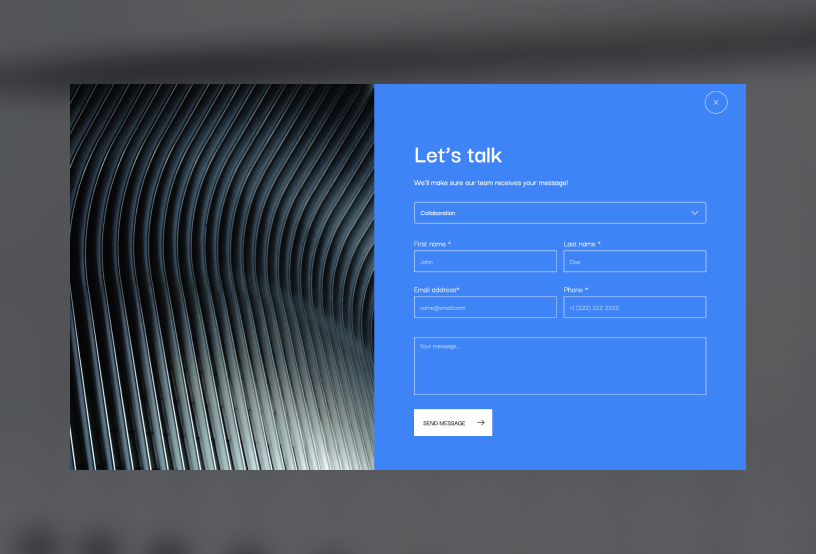 Let's talk
We'll make sure our team receives your message!
Collaboration
First name *
Last name *
John
Doe
Email address*
Phone *
name@email.com
+1 (222) 222 2222
Your message...
SEND MESSAGE